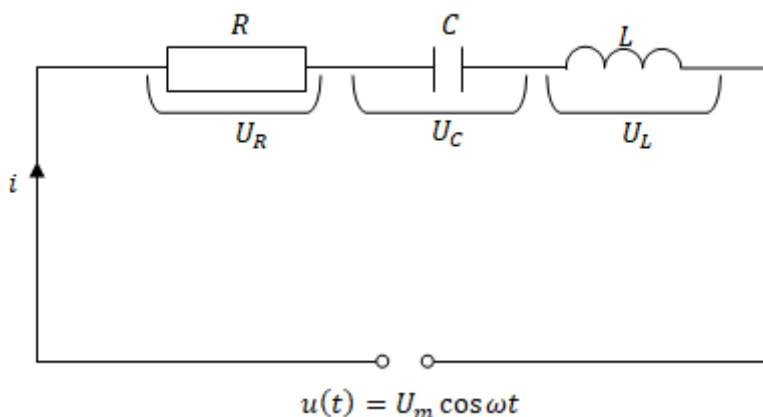 R C L
U_R U_C U_L
i
u(t) = U_m cos ωt